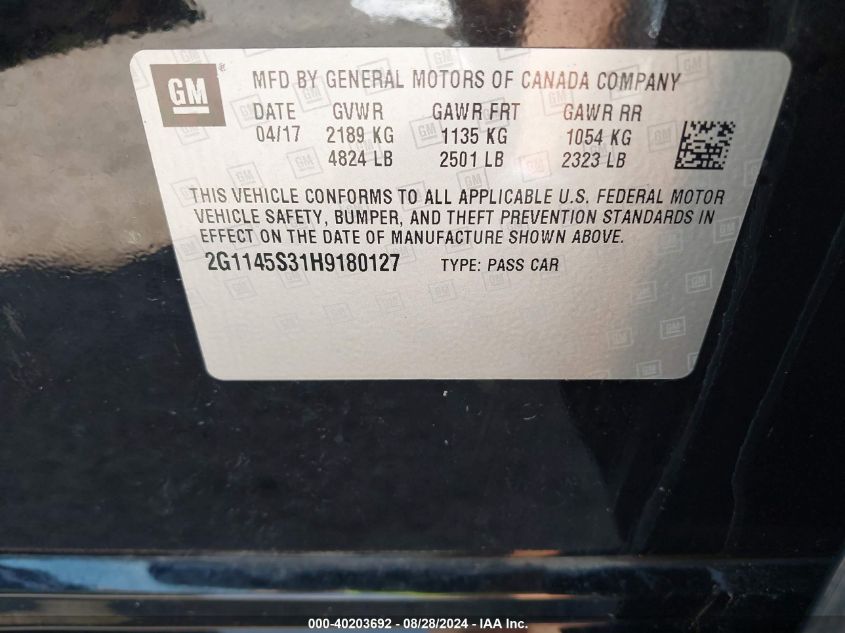 GM ® MFD BY GENERAL MOTORS OF CANADA COMPANY
DATE GVWR GAWR FRT GAWR RR
04/17 2189 KG 1135 KG 1054 KG
4824 LB 2501 LB 2323 LB
THIS VEHICLE CONFORMS TO ALL APPLICABLE U.S. FEDERAL MOTOR
VEHICLE SAFETY, BUMPER, AND THEFT PREVENTION STANDARDS IN
EFFECT ON THE DATE OF MANUFACTURE SHOWN ABOVE.
2G1145S31H9180127 TYPE: PASS CAR
000-40203692 - 08/28/2024 - IAA Inc.